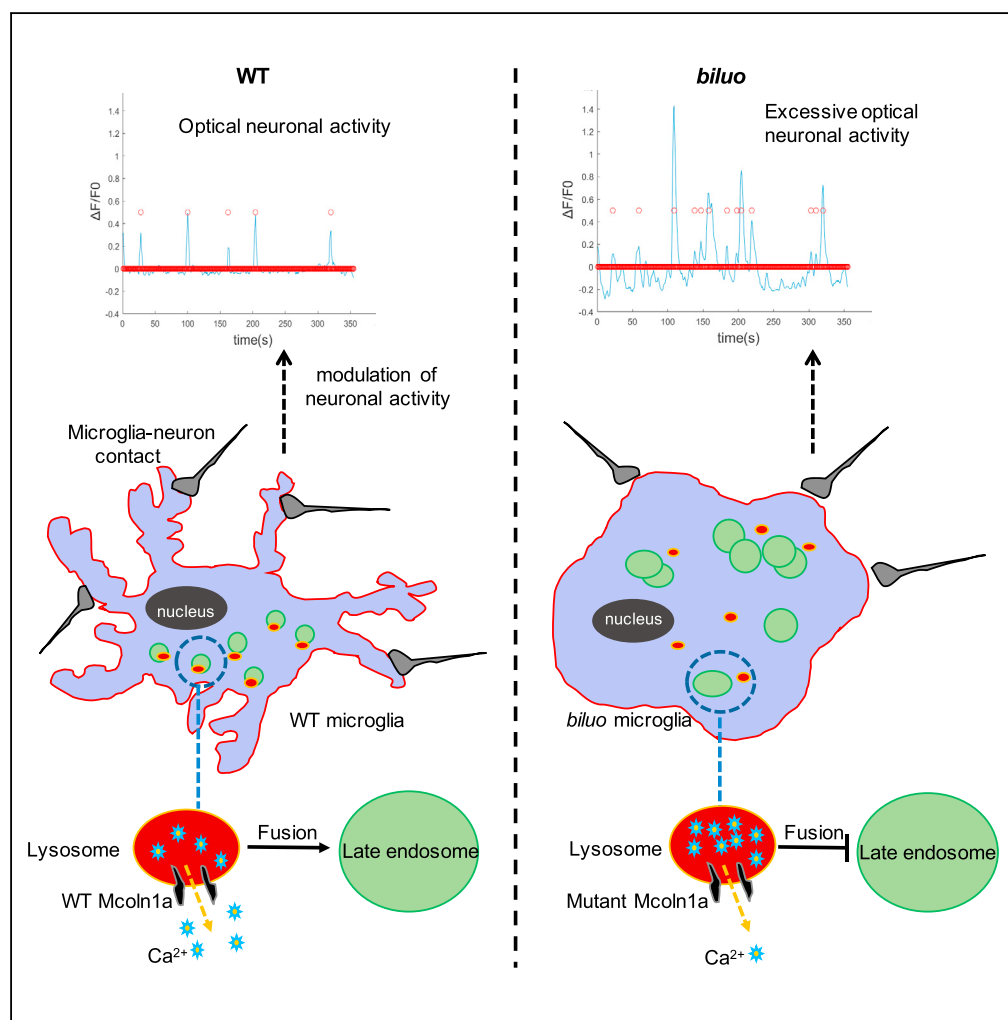 WT
Optical neuronal activity
1.4
1.2
1
0.8
0.6
0.4
0.2
0
-0.2
-0.4
ΔF/F0
0 50 100 150 200 250 300 350
time(s)
modulation of
neuronal activity
Microglia-neuron
contact
nucleus
WT microglia
Lysosome
Fusion
Late endosome
WT Mcoln1a
Ca²⁺
biluo
Excessive optical
neuronal activity
1.4
1.2
1
0.8
0.6
0.4
0.2
0
-0.2
-0.4
ΔF/F0
0 50 100 150 200 250 300 350
time(s)
nucleus
biluo microglia
Lysosome
Fusion
Late endosome
Mutant Mcoln1a
Ca²⁺